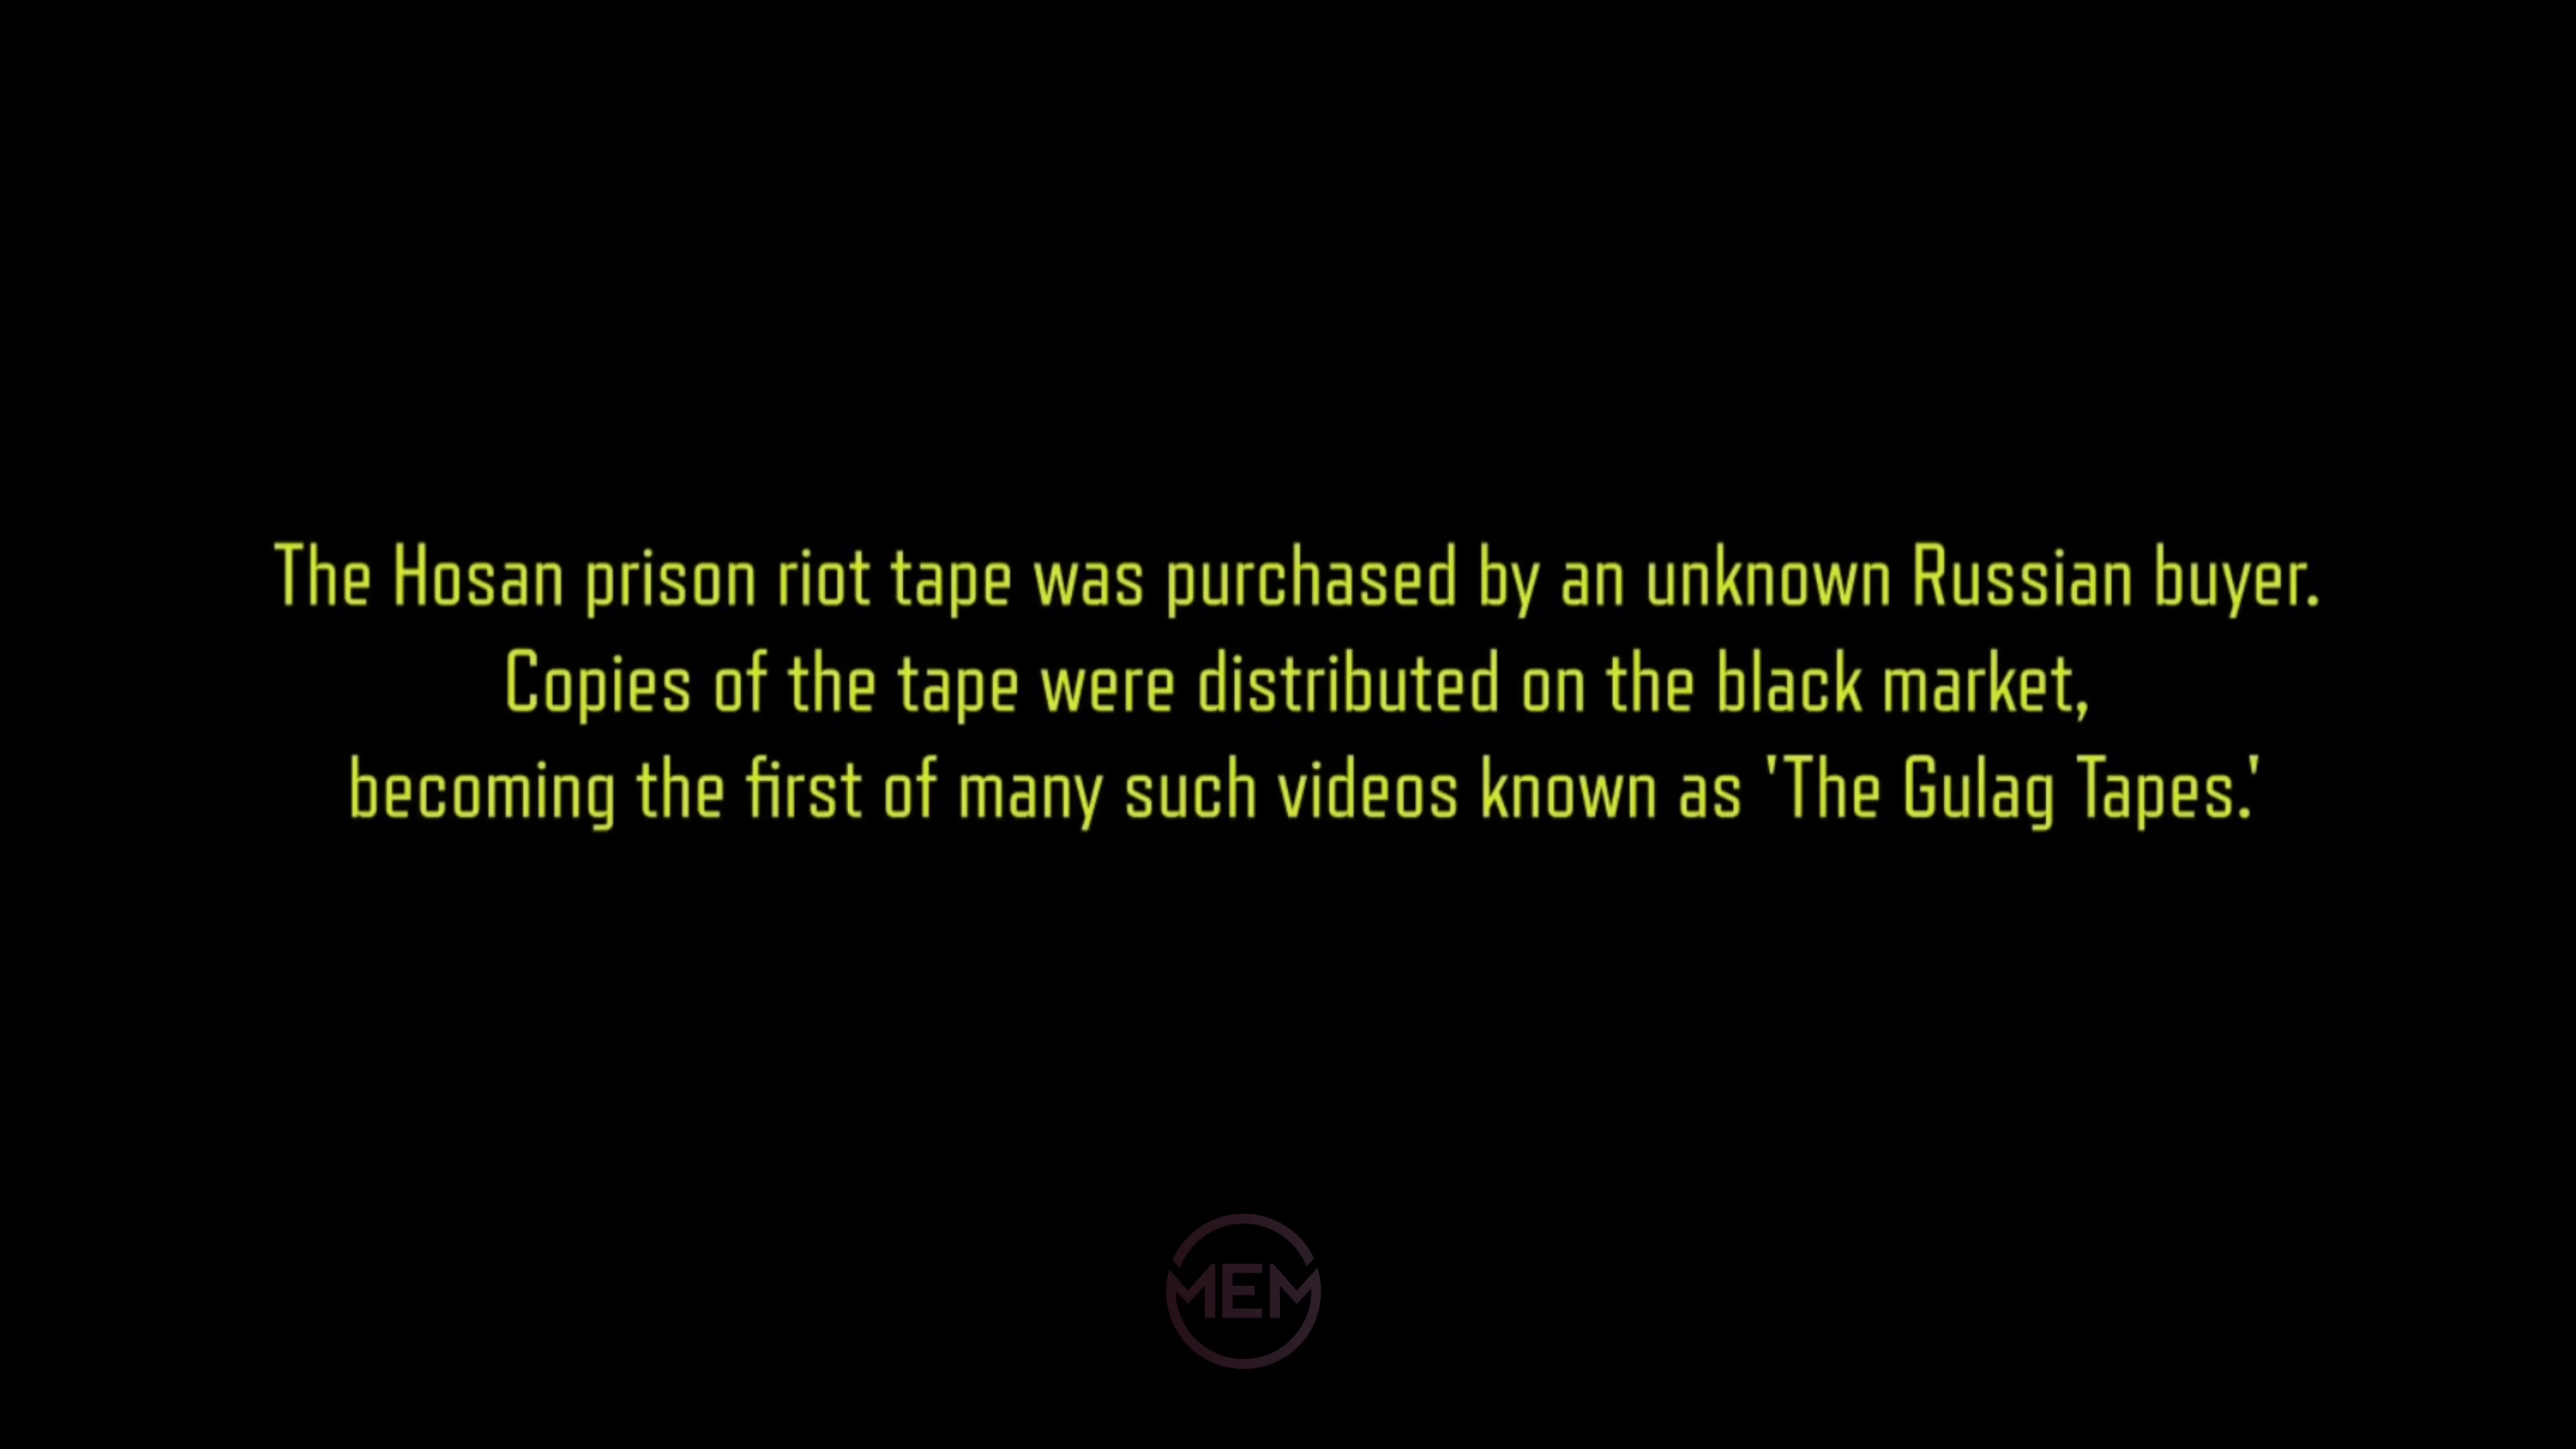 The Hosan prison riot tape was purchased by an unknown Russian buyer.
Copies of the tape were distributed on the black market,
becoming the first of many such videos known as 'The Gulag Tapes.'
MEM